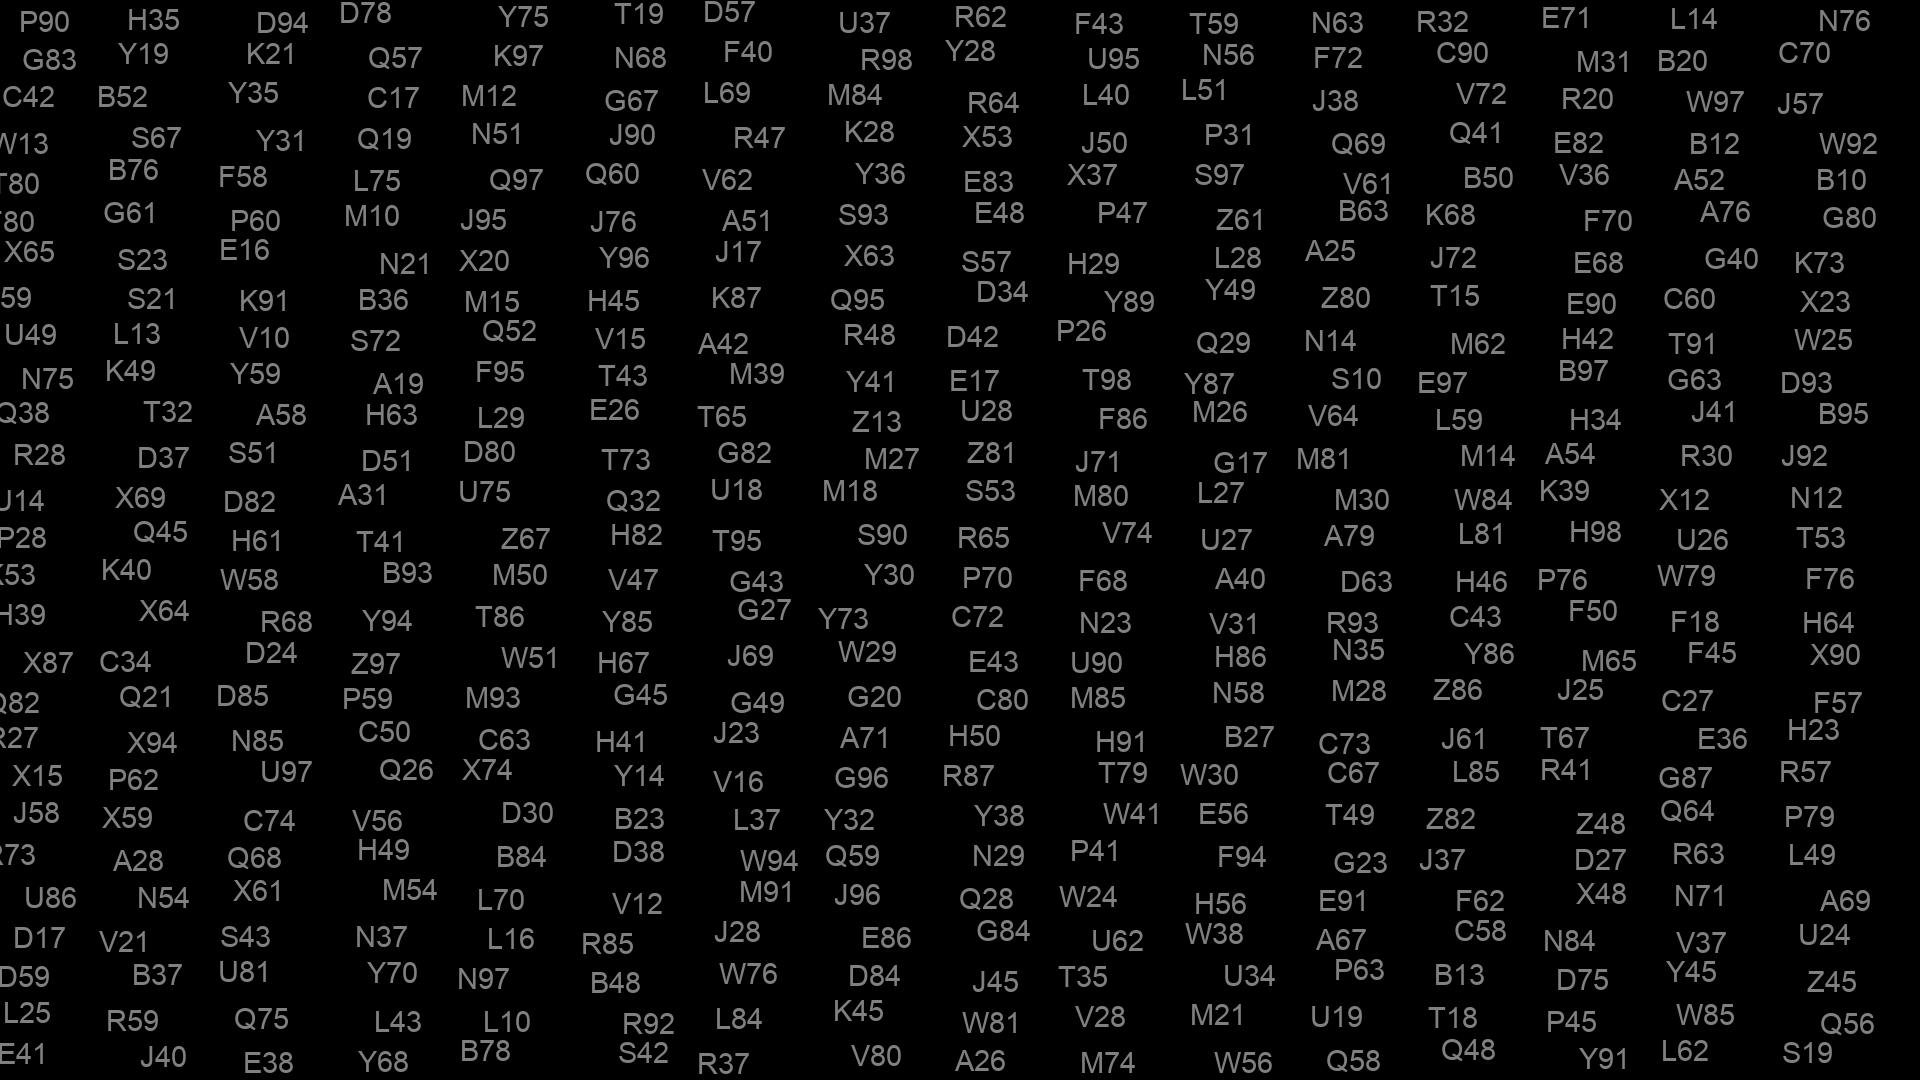 P90 H35 D94 D78 Y75 T19 D57 U37 R62 F43 T59 N63 R32 E71 L14 N76
G83 Y19 K21 Q57 K97 N68 F40 R98 Y28 U95 N56 F72 C90 M31 B20 C70
C42 B52 Y35 C17 M12 G67 L69 M84 R64 L40 L51 J38 V72 R20 W97 J57
W13 S67 Y31 Q19 N51 J90 R47 K28 X53 J50 P31 Q69 Q41 E82 B12 W92
T80 B76 F58 L75 Q97 Q60 V62 Y36 E83 X37 S97 V61 B50 V36 A52 B10
80 G61 P60 M10 J95 J76 A51 S93 E48 P47 Z61 B63 K68 F70 A76 G80
X65 S23 E16 N21 X20 Y96 J17 X63 S57 H29 L28 A25 J72 E68 G40 K73
59 S21 K91 B36 M15 H45 K87 Q95 D34 Y89 Y49 Z80 T15 E90 C60 X23
U49 L13 V10 S72 Q52 V15 A42 R48 D42 P26 Q29 N14 M62 H42 T91 W25
N75 K49 Y59 A19 F95 T43 M39 Y41 E17 T98 Y87 S10 E97 B97 G63 D93
Q38 T32 A58 H63 L29 E26 T65 Z13 U28 F86 M26 V64 L59 H34 J41 B95
R28 D37 S51 D51 D80 T73 G82 M27 Z81 J71 G17 M81 M14 A54 R30 J92
U14 X69 D82 A31 U75 Q32 U18 M18 S53 M80 L27 M30 W84 K39 X12 N12
P28 Q45 H61 T41 Z67 H82 T95 S90 R65 V74 U27 A79 L81 H98 U26 T53
53 K40 W58 B93 M50 V47 G43 Y30 P70 F68 A40 D63 H46 P76 W79 F76
H39 X64 R68 Y94 T86 Y85 G27 Y73 C72 N23 V31 R93 C43 F50 F18 H64
X87 C34 D24 Z97 W51 H67 J69 W29 E43 U90 H86 N35 Y86 M65 F45 X90
Q82 Q21 D85 P59 M93 G45 G49 G20 C80 M85 N58 M28 Z86 J25 C27 F57
R27 X94 N85 C50 C63 H41 J23 A71 H50 H91 B27 C73 J61 T67 E36 H23
X15 P62 U97 Q26 X74 Y14 V16 G96 R87 T79 W30 C67 L85 R41 G87 R57
J58 X59 C74 V56 D30 B23 L37 Y32 Y38 W41 E56 T49 Z82 Z48 Q64 P79
73 A28 Q68 H49 B84 D38 W94 Q59 N29 P41 F94 G23 J37 D27 R63 L49
U86 N54 X61 M54 L70 V12 M91 J96 Q28 W24 H56 E91 F62 X48 N71 A69
D17 V21 S43 N37 L16 R85 J28 E86 G84 U62 W38 A67 C58 N84 V37 U24
D59 B37 U81 Y70 N97 B48 W76 D84 J45 T35 U34 P63 B13 D75 Y45 Z45
L25 R59 Q75 L43 L10 R92 L84 K45 W81 V28 M21 U19 T18 P45 W85 Q56
E41 J40 E38 Y68 B78 S42 R37 V80 A26 M74 W56 Q58 Q48 Y91 L62 S19